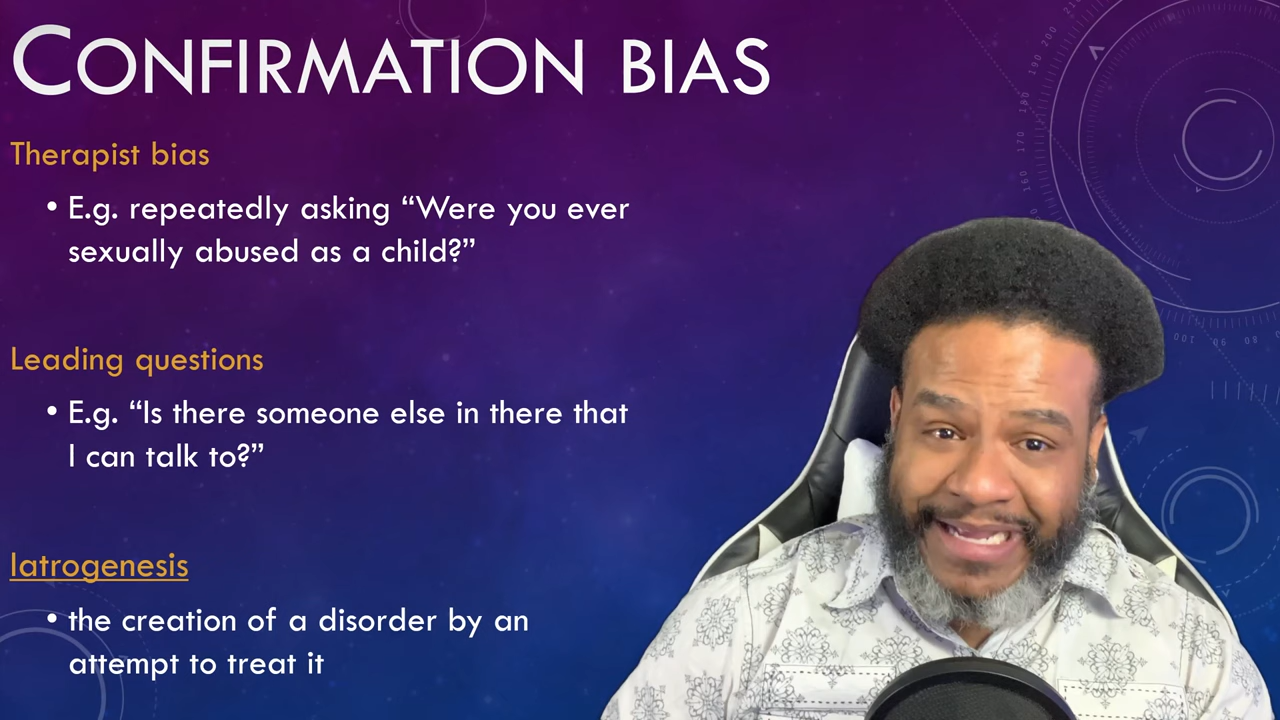 CONFIRMATION BIAS
Therapist bias
• E.g. repeatedly asking “Were you ever
sexually abused as a child?”
Leading questions
• E.g. “Is there someone else in there that
I can talk to?”
Iatrogenesis
• the creation of a disorder by an
attempt to treat it